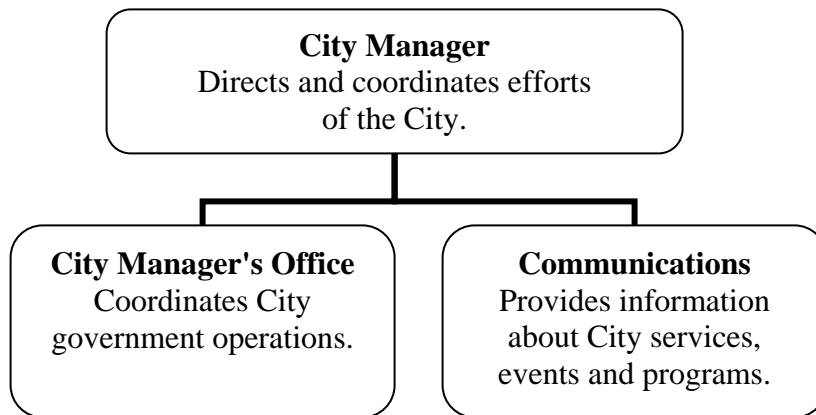 City Manager
Directs and coordinates efforts
of the City.
City Manager's Office
Coordinates City
government operations.
Communications
Provides information
about City services,
events and programs.